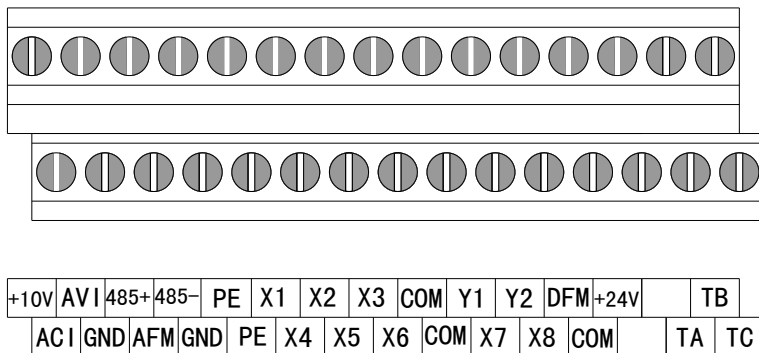 +10V AVI 485+ 485- PE X1 X2 X3 COM Y1 Y2 DFM +24V TB
ACI GND AFM GND PE X4 X5 X6 COM X7 X8 COM TA TC